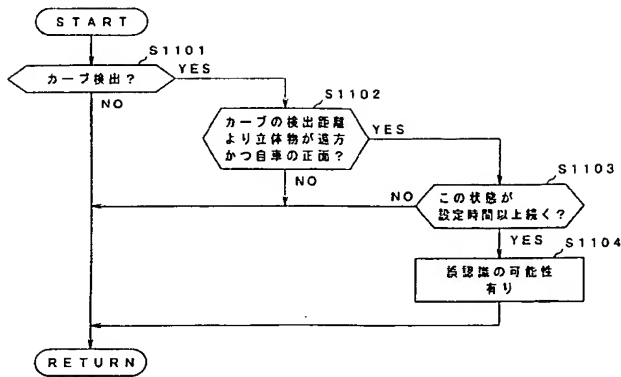 START
S1101
カーブ検出?
YES
NO
S1102
カーブの検出距離
より立体物が遠方
かつ自車の正面?
YES
NO
S1103
この状態が
設定時間以上続く?
NO
YES
S1104
誤認識の可能性
有り
RETURN